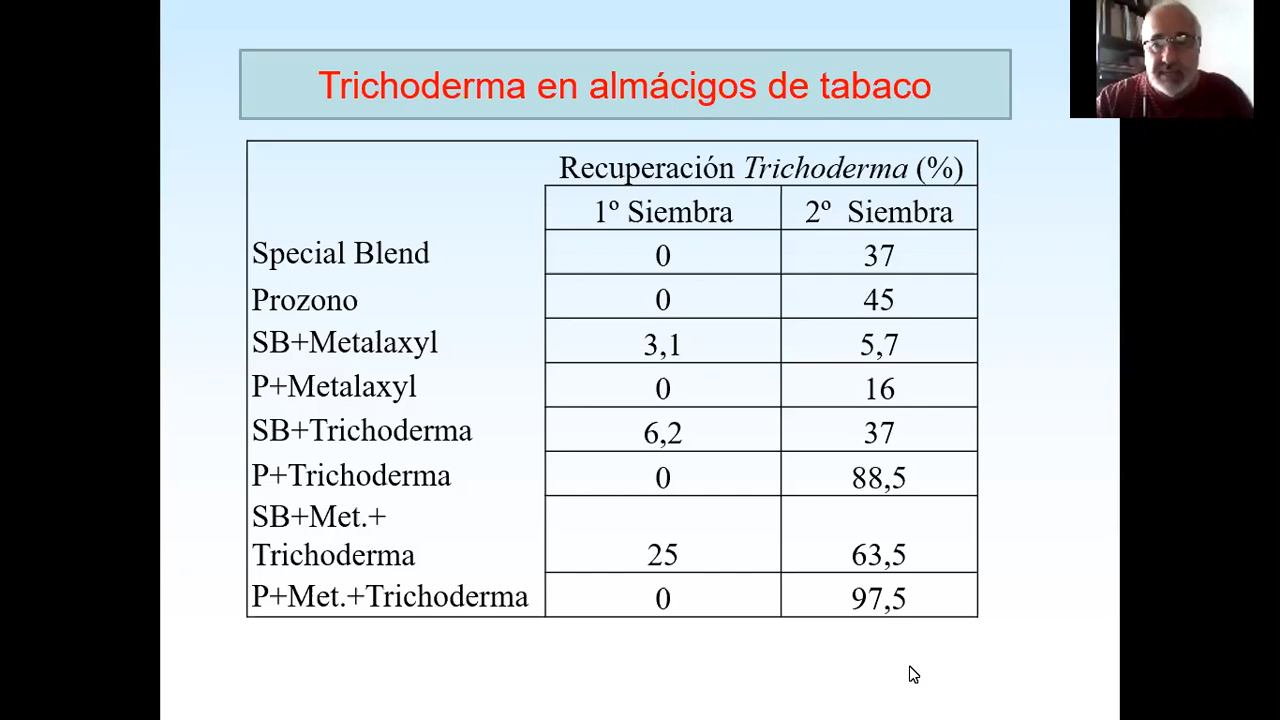 Trichoderma en almácigos de tabaco
Recuperación Trichoderma (%)
1º Siembra 2º Siembra
Special Blend 0 37
Prozono 0 45
SB+Metalaxyl 3,1 5,7
P+Metalaxyl 0 16
SB+Trichoderma 6,2 37
P+Trichoderma 0 88,5
SB+Met.+
Trichoderma 25 63,5
P+Met.+Trichoderma 0 97,5